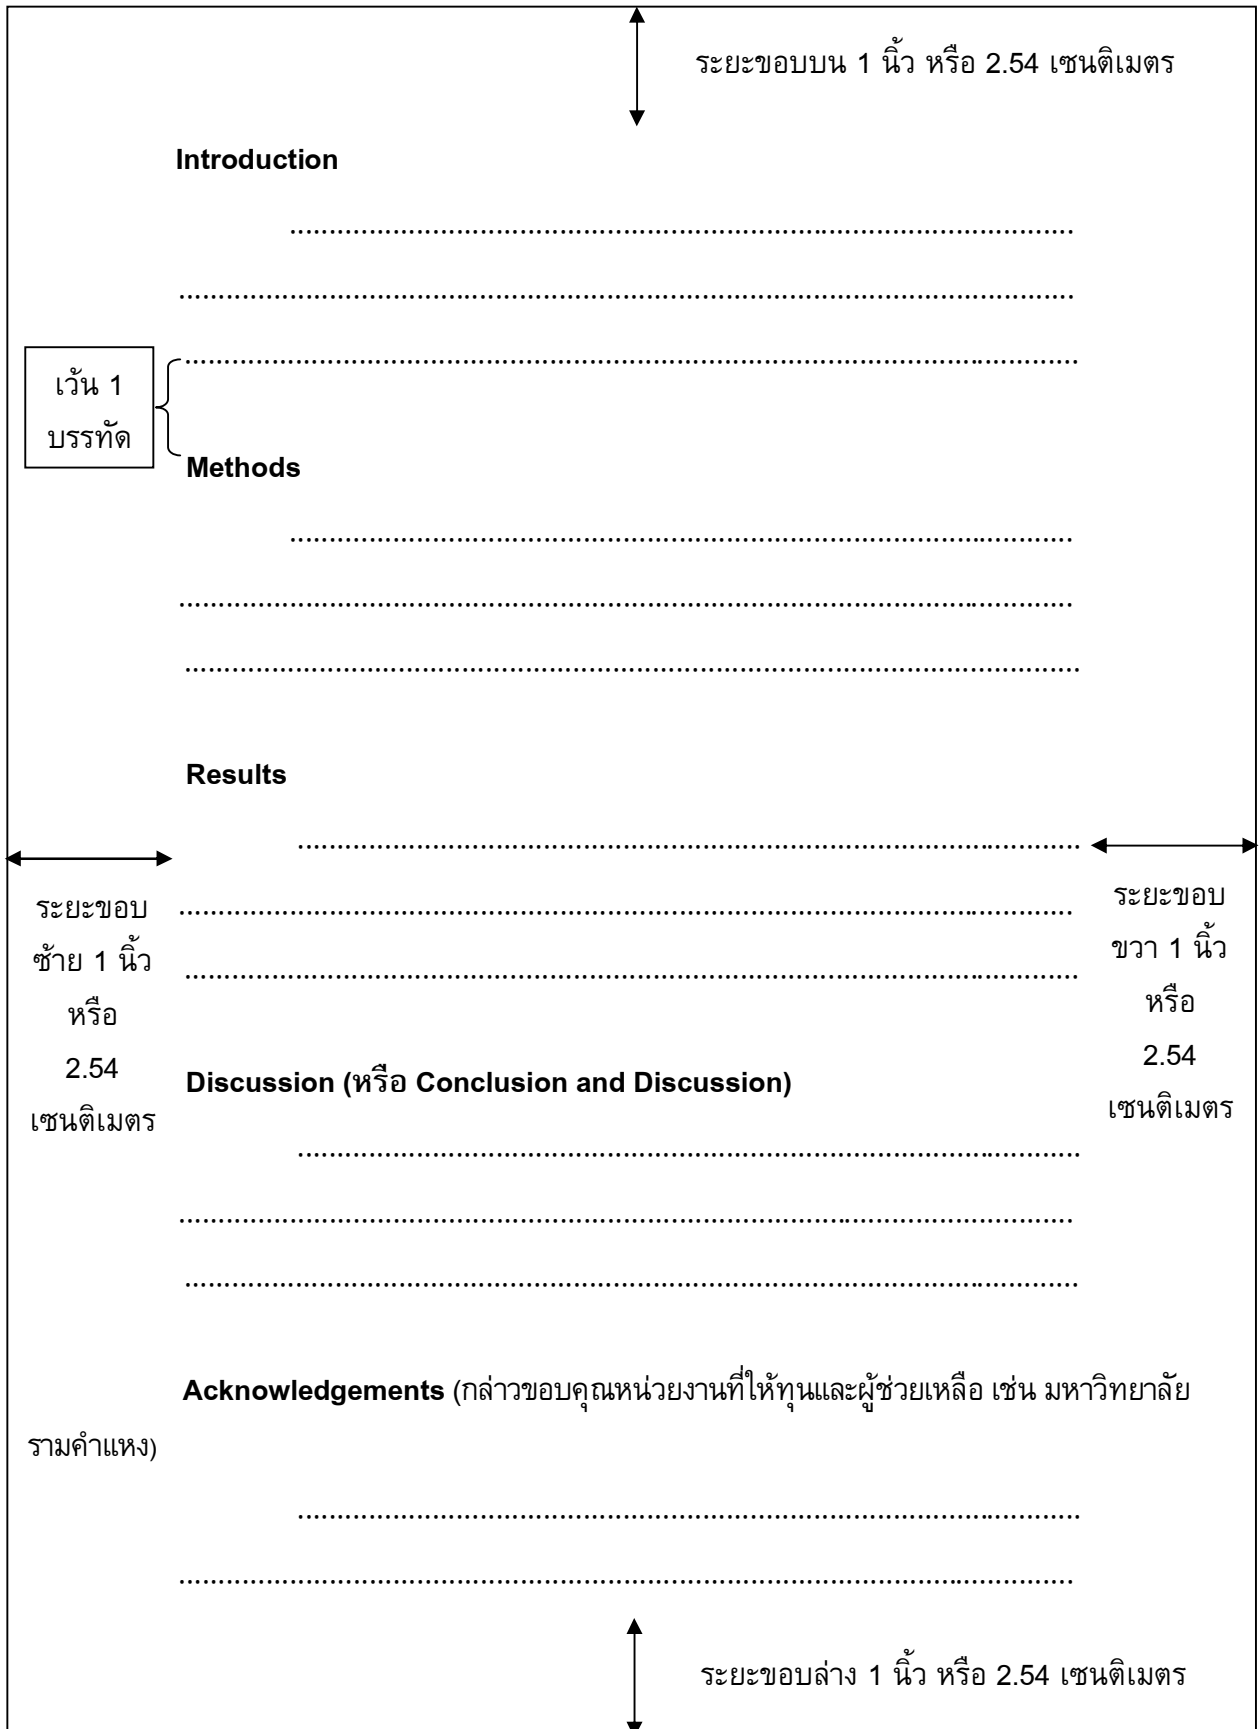 ระยะขอบบน 1 นิ้ว หรือ 2.54 เซนติเมตร
Introduction
....................................................................................................
..................................................................................................................
..................................................................................................................
เว้น 1
บรรทัด
Methods
....................................................................................................
..................................................................................................................
..................................................................................................................
Results
....................................................................................................
..................................................................................................................
..................................................................................................................
ระยะขอบ
ซ้าย 1 นิ้ว
หรือ
2.54
เซนติเมตร
ระยะขอบ
ขวา 1 นิ้ว
หรือ
2.54
เซนติเมตร
Discussion (หรือ Conclusion and Discussion)
....................................................................................................
..................................................................................................................
..................................................................................................................
Acknowledgements (กล่าวขอบคุณหน่วยงานที่ให้ทุนและผู้ช่วยเหลือ เช่น มหาวิทยาลัย
รามคำแหง)
....................................................................................................
..................................................................................................................
ระยะขอบล่าง 1 นิ้ว หรือ 2.54 เซนติเมตร